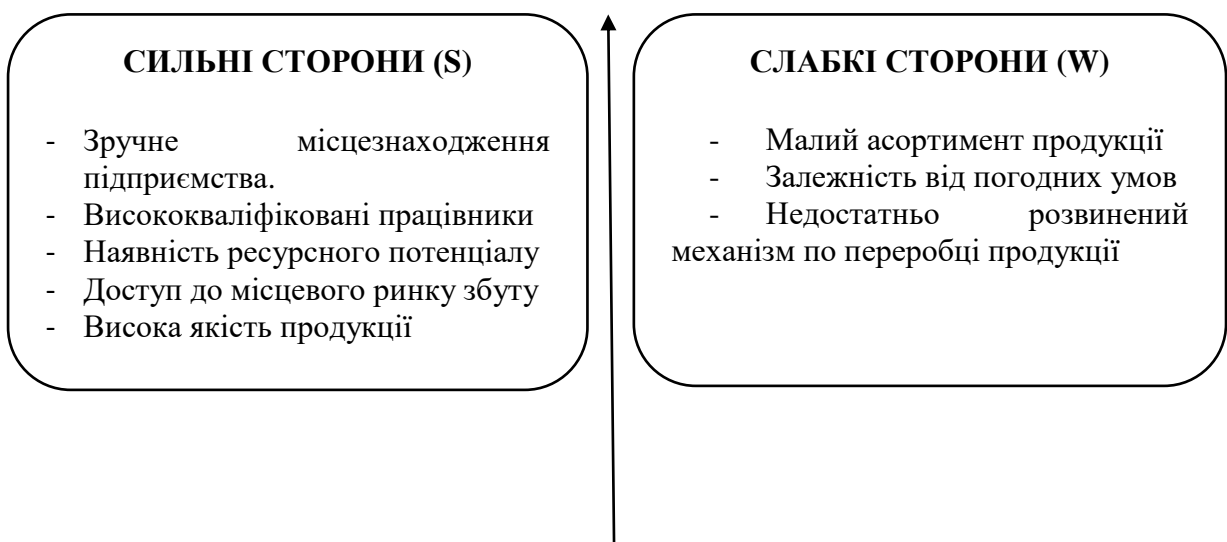 СИЛЬНІ СТОРОНИ (S)
- Зручне місцезнаходження
підприємства.
- Висококваліфіковані працівники
- Наявність ресурсного потенціалу
- Доступ до місцевого ринку збуту
- Висока якість продукції
СЛАБКІ СТОРОНИ (W)
- Малий асортимент продукції
- Залежність від погодних умов
- Недостатньо розвинений
механізм по переробці продукції